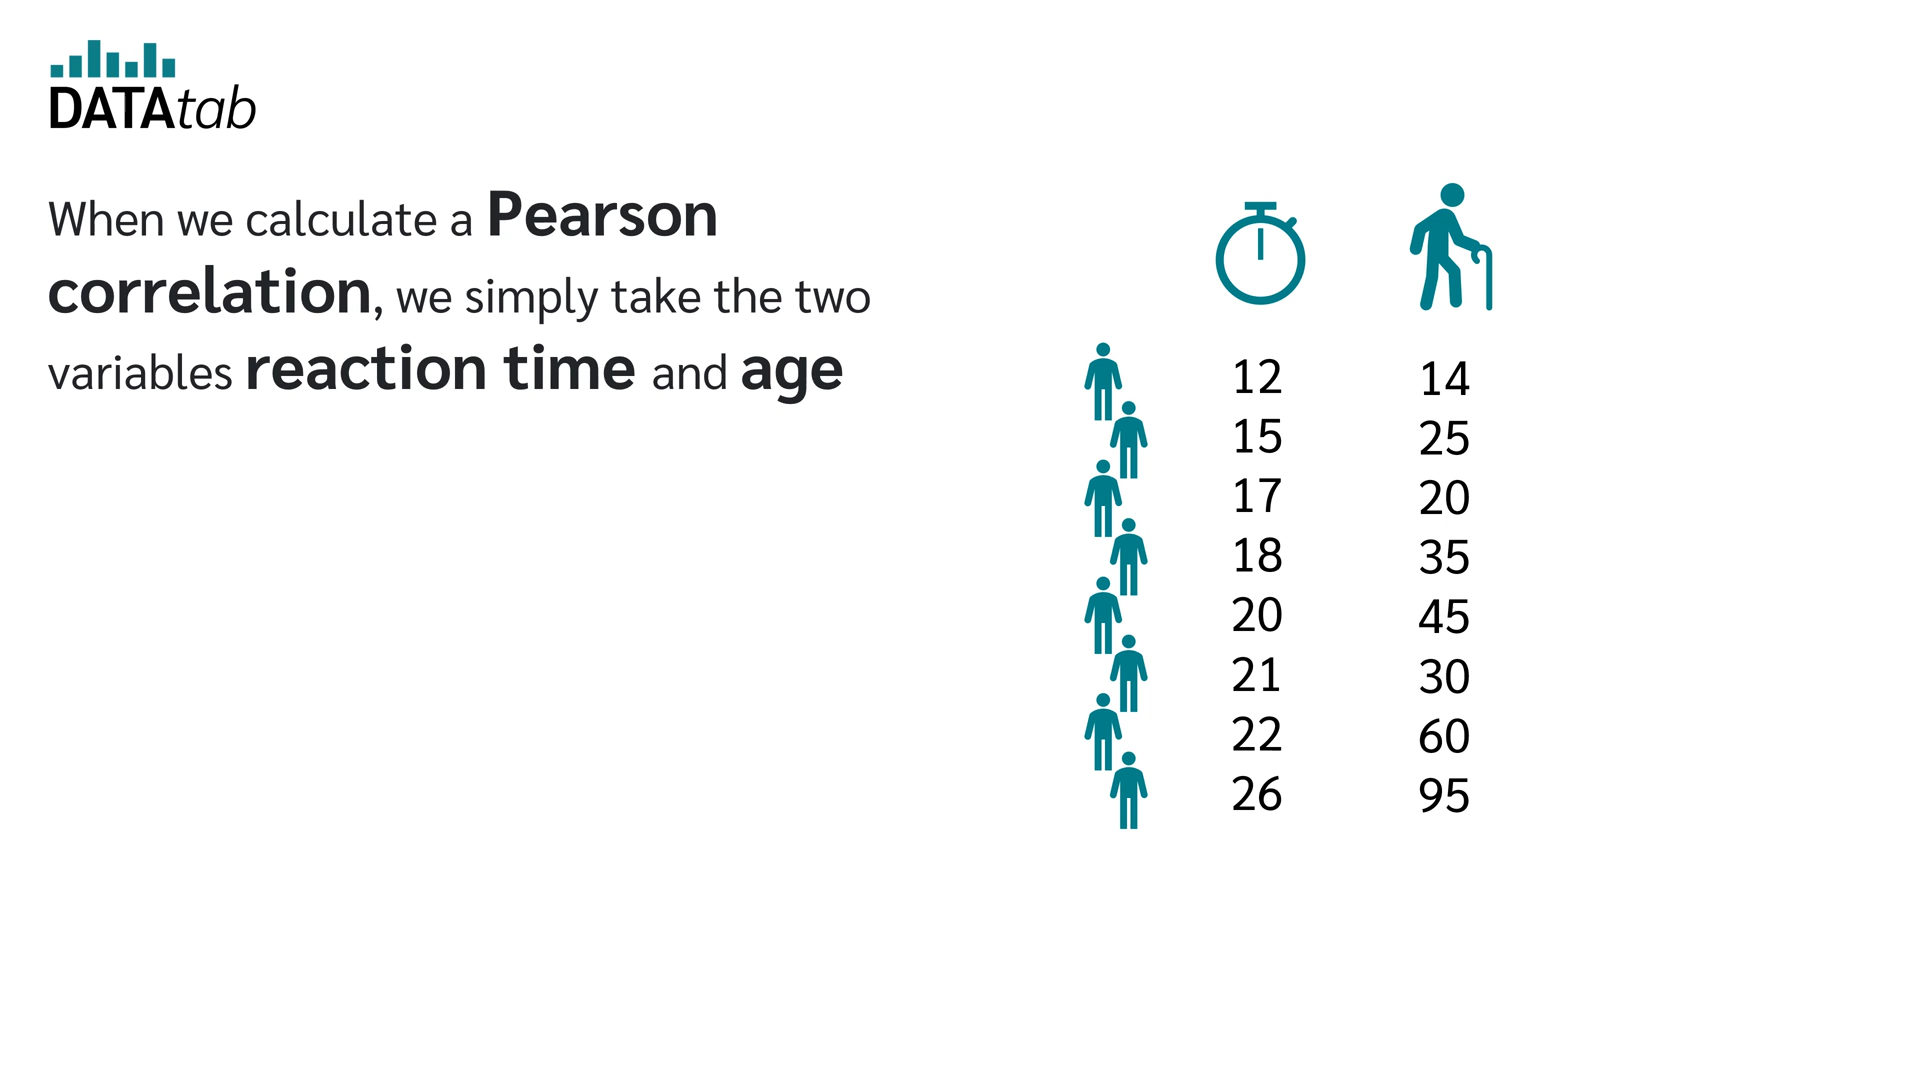 DATAtab
When we calculate a Pearson
correlation, we simply take the two
variables reaction time and age
12 14
15 25
17 20
18 35
20 45
21 30
22 60
26 95